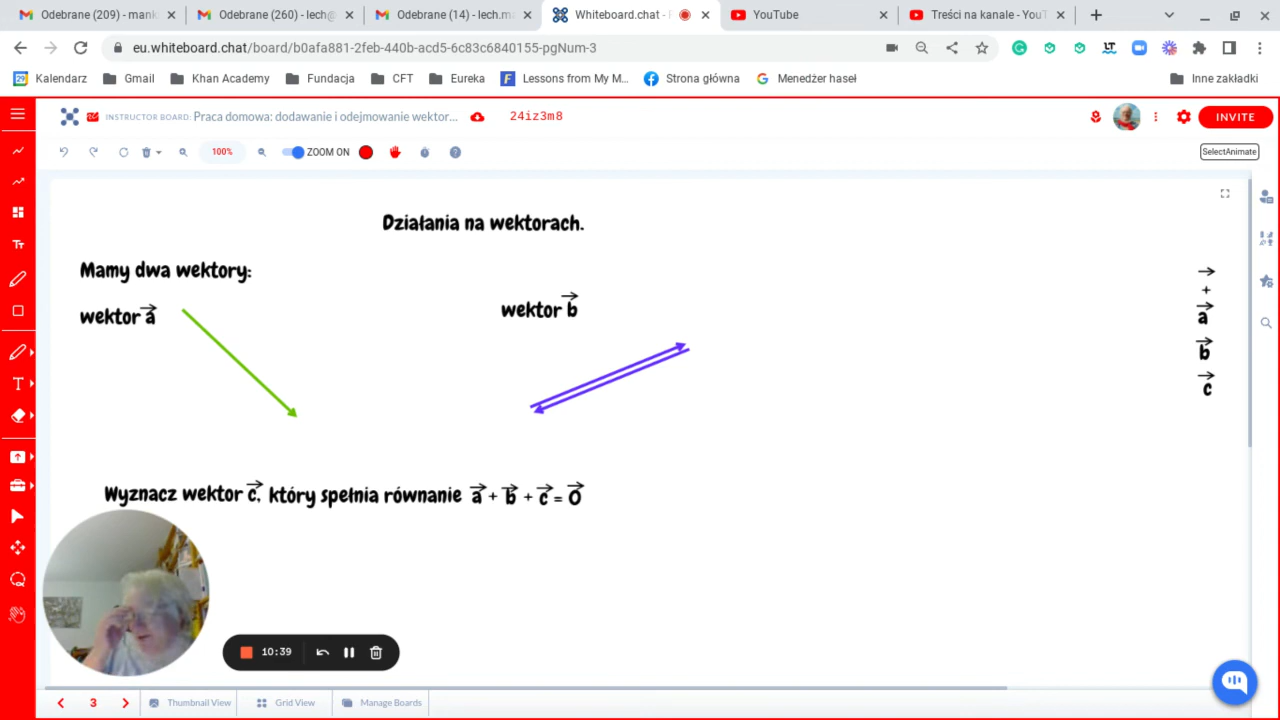 Odebrane (209) - mank
Odebrane (260) - lech@
Odebrane (14) - lech.m
Whiteboard.chat - 
YouTube
Treści na kanale - YouT
eu.whiteboard.chat/board/b0afa881-2feb-440b-acd5-6c83c6840155-pgNum-3
Kalendarz
Gmail
Khan Academy
Fundacja
CFT
Eureka
Lessons from My M...
Strona główna
Menedżer haseł
Inne zakładki
INSTRUCTOR BOARD: Praca domowa: dodawanie i odejmowanie wektor...
24iz3m8
INVITE
100%
ZOOM ON
SelectAnimate
Działania na wektorach.
Mamy dwa wektory:
wektor a⃗
wektor b⃗
→
+
a⃗
b⃗
c⃗
Wyznacz wektor c⃗, który spełnia równanie a⃗ + b⃗ + c⃗ = 0⃗
10:39
3
Thumbnail View
Grid View
Manage Boards